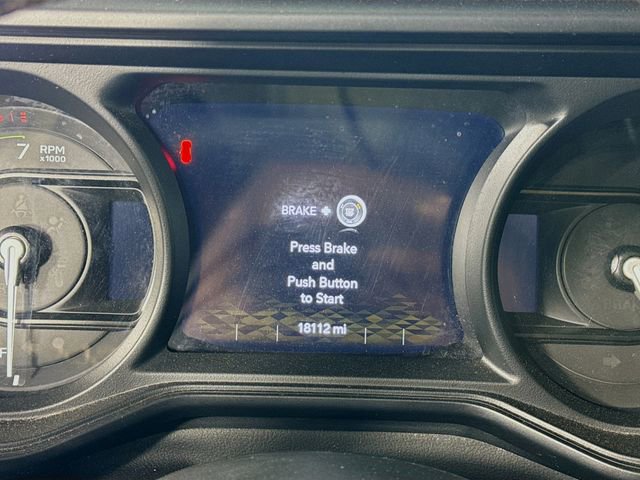 7 RPM
x1000
BRAKE +
Press Brake
and
Push Button
to Start
18112 mi
F